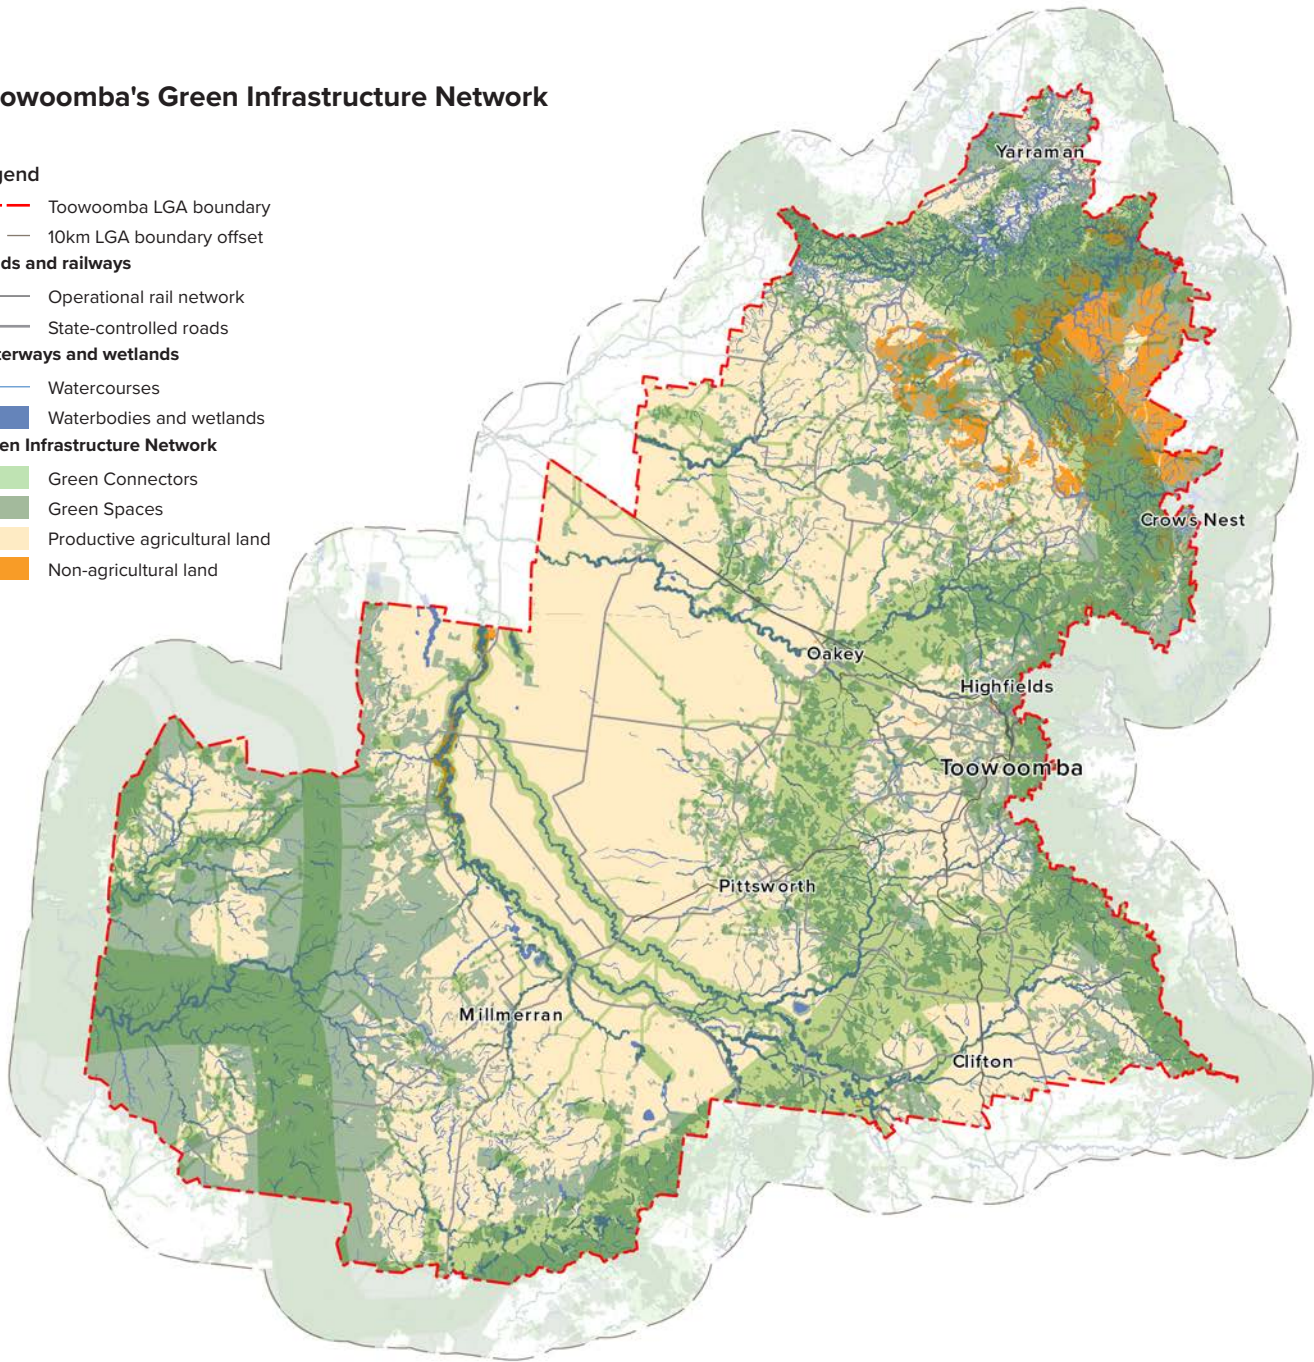 owoomba's Green Infrastructure Network
gend
Toowoomba LGA boundary
10km LGA boundary offset
ds and railways
Operational rail network
State-controlled roads
terways and wetlands
Watercourses
Waterbodies and wetlands
en Infrastructure Network
Green Connectors
Green Spaces
Productive agricultural land
Non-agricultural land
Yarraman
Crows Nest
Oakey
Highfields
Toowoomba
Pittsworth
Millmerran
Clifton